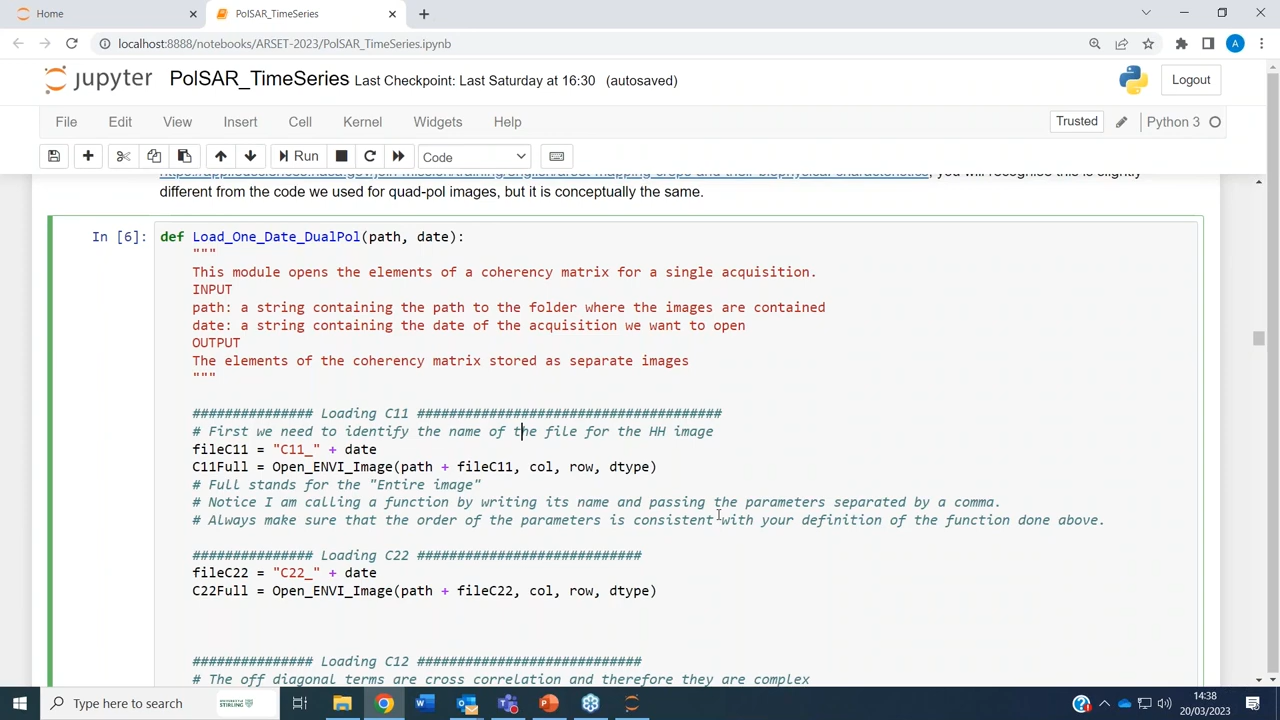 Home
PolSAR_TimeSeries
localhost:8888/notebooks/ARSET-2023/PolSAR_TimeSeries.ipynb
A
jupyter PolSAR_TimeSeries Last Checkpoint: Last Saturday at 16:30 (autosaved)
Logout
File Edit View Insert Cell Kernel Widgets Help
Trusted
Python 3
Run
Code
different from the code we used for quad-pol images, but it is conceptually the same.
In [6]: def Load_One_Date_DualPol(path, date):
"""
This module opens the elements of a coherency matrix for a single acquisition.
INPUT
path: a string containing the path to the folder where the images are contained
date: a string containing the date of the acquisition we want to open
OUTPUT
The elements of the coherency matrix stored as separate images
"""
############### Loading C11 ######################################
# First we need to identify the name of the file for the HH image
fileC11 = "C11_" + date
C11Full = Open_ENVI_Image(path + fileC11, col, row, dtype)
# Full stands for the "Entire image"
# Notice I am calling a function by writing its name and passing the parameters separated by a comma.
# Always make sure that the order of the parameters is consistent with your definition of the function done above.
############### Loading C22 ############################
fileC22 = "C22_" + date
C22Full = Open_ENVI_Image(path + fileC22, col, row, dtype)
############### Loading C12 ############################
# The off diagonal terms are cross correlation and therefore they are complex
Type here to search
14:38
20/03/2023